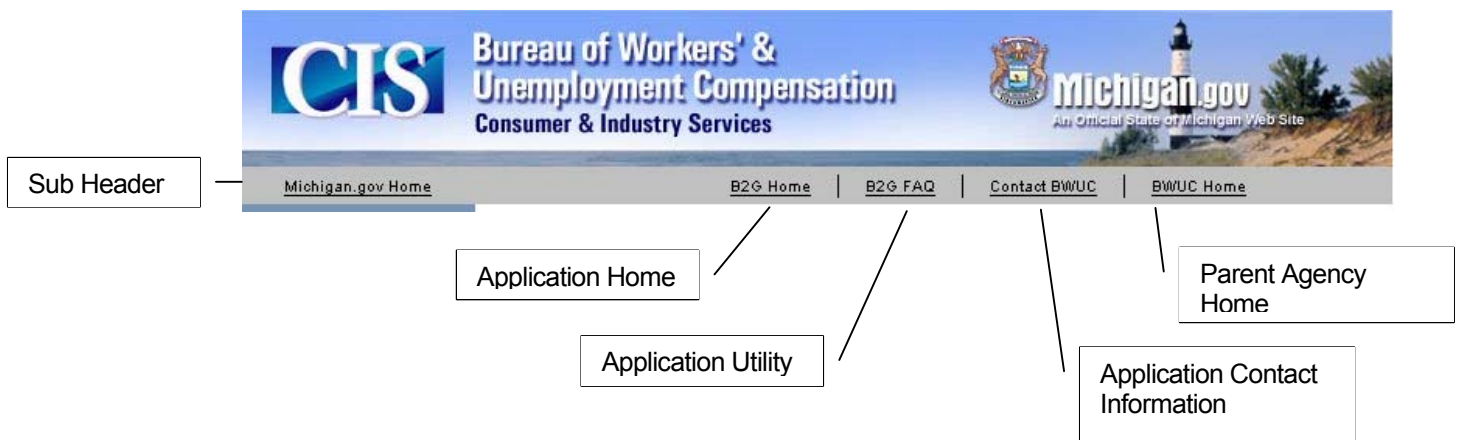 CIS
Bureau of Workers' &
Unemployment Compensation
Consumer & Industry Services
Michigan.gov
An Official State of Michigan Web Site
Sub Header
Michigan.gov Home
B2G Home | B2G FAQ | Contact BWUC | BWUC Home
Application Home
Parent Agency
Home
Application Utility
Application Contact
Information